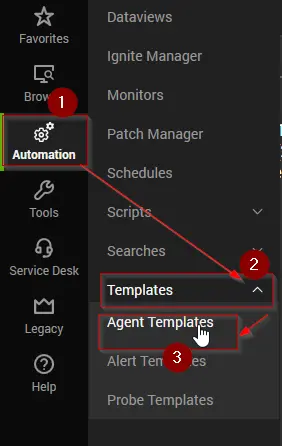 Favorites
Brow
1
Automation
Tools
Service Desk
Legacy
Help
Dataviews
Ignite Manager
Monitors
Patch Manager
Schedules
Scripts
Searches
2
Templates
Agent Templates
3
Alert Tem es
Probe Templates